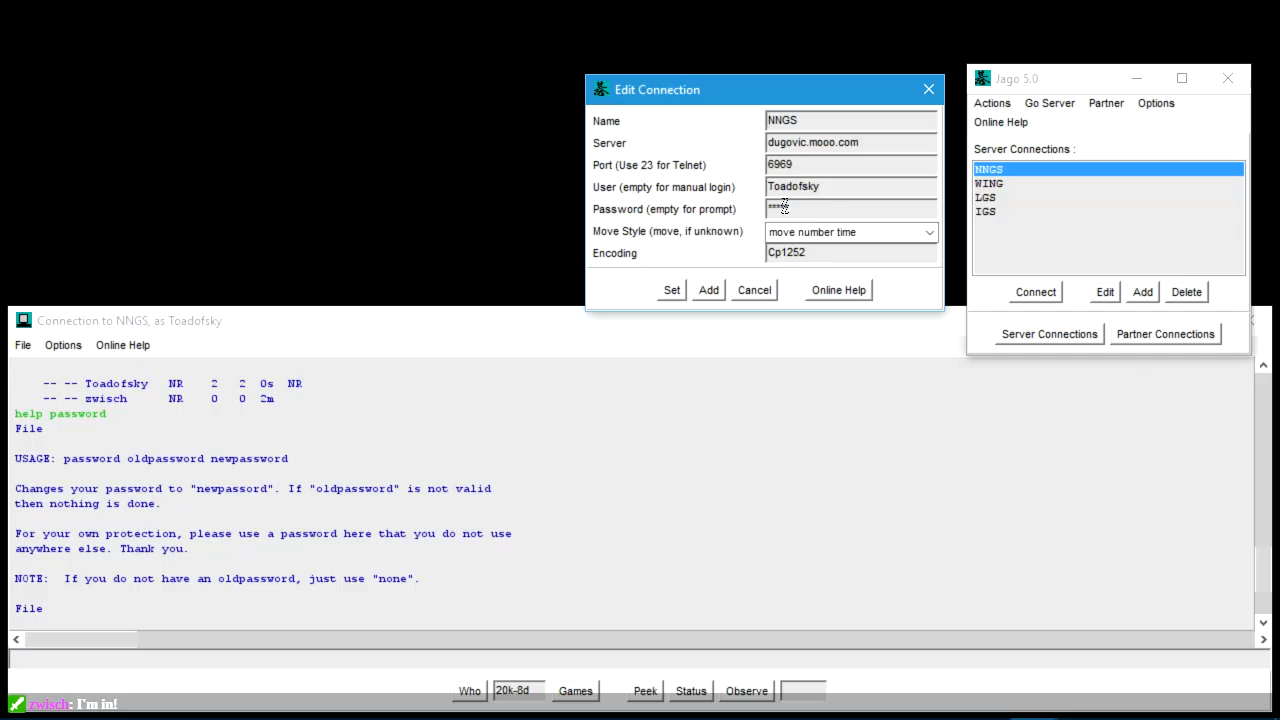 Edit Connection
Name NNGS
Server dugovic.mooo.com
Port (Use 23 for Telnet) 6969
User (empty for manual login) Toadofsky
Password (empty for prompt)
Move Style (move, if unknown) move number time
Encoding Cp1252
Set Add Cancel Online Help
Jago 5.0
Actions Go Server Partner Options
Online Help
Server Connections :
NNGS
WING
LGS
IGS
Connect Edit Add Delete
Server Connections Partner Connections
Connection to NNGS, as Toadofsky
File Options Online Help
-- -- Toadofsky NR 2 2 0s NR
-- -- zwisch NR 0 0 2m
help password
File
USAGE: password oldpassword newpassword
Changes your password to "newpassord". If "oldpassword" is not valid
then nothing is done.
For your own protection, please use a password here that you do not use
anywhere else. Thank you.
NOTE: If you do not have an oldpassword, just use "none".
File
Who 20k-8d Games Peek Status Observe
zwisch: I'm in!